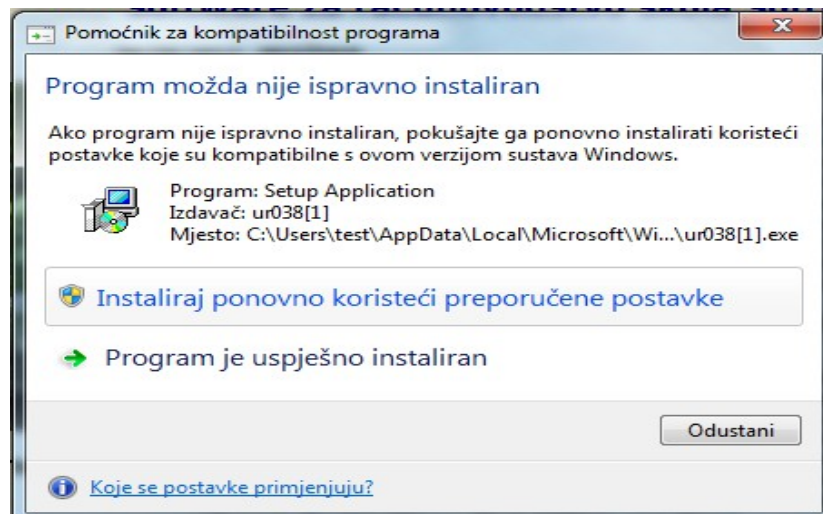 Pomoćnik za kompatibilnost programa
Program možda nije ispravno instaliran
Ako program nije ispravno instaliran, pokušajte ga ponovno instalirati koristeći
postavke koje su kompatibilne s ovom verzijom sustava Windows.
Program: Setup Application
Izdavač: ur038[1]
Mjesto: C:\Users\test\AppData\Local\Microsoft\Wi...\ur038[1].exe
Instaliraj ponovno koristeći preporučene postavke
Program je uspješno instaliran
Odustani
Koje se postavke primjenjuju?